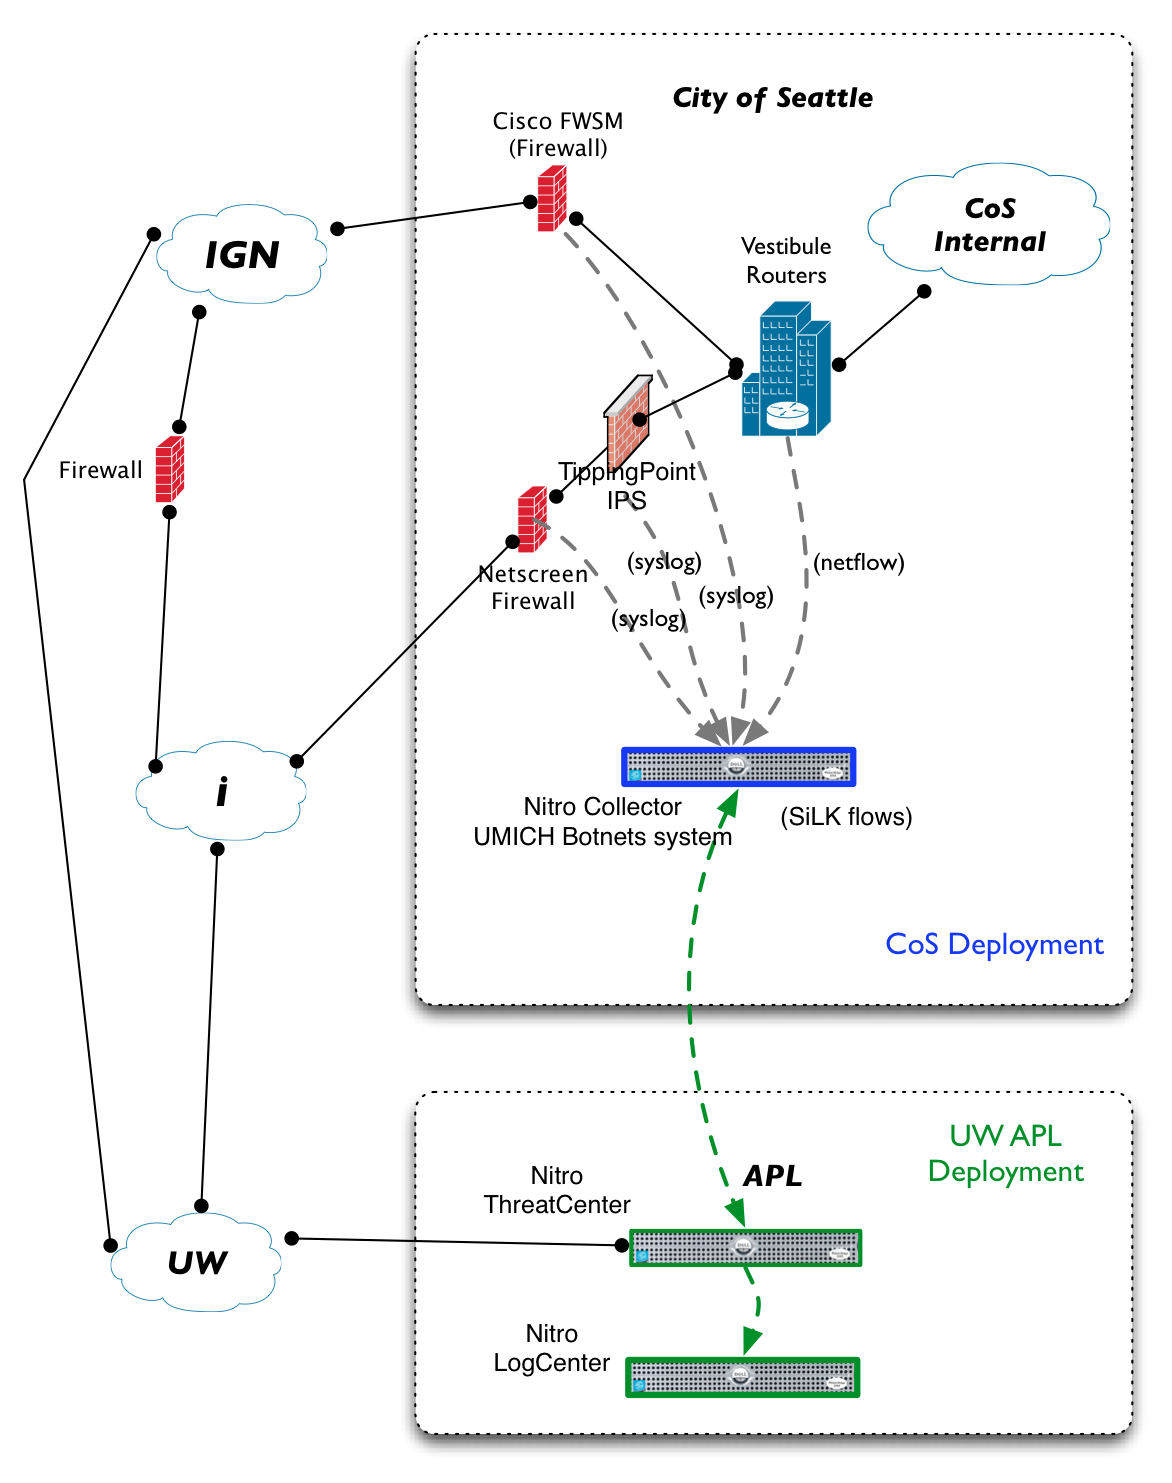 City of Seattle
Cisco FWSM
(Firewall)
CoS
Internal
IGN
Vestibule
Routers
Firewall
TippingPoint
IPS
(syslog)
(netflow)
Netscreen
Firewall
(syslog)
(syslog)
i
Nitro Collector
UMICH Botnets system
(SiLK flows)
CoS Deployment
UW APL
Deployment
APL
Nitro
ThreatCenter
UW
Nitro
LogCenter